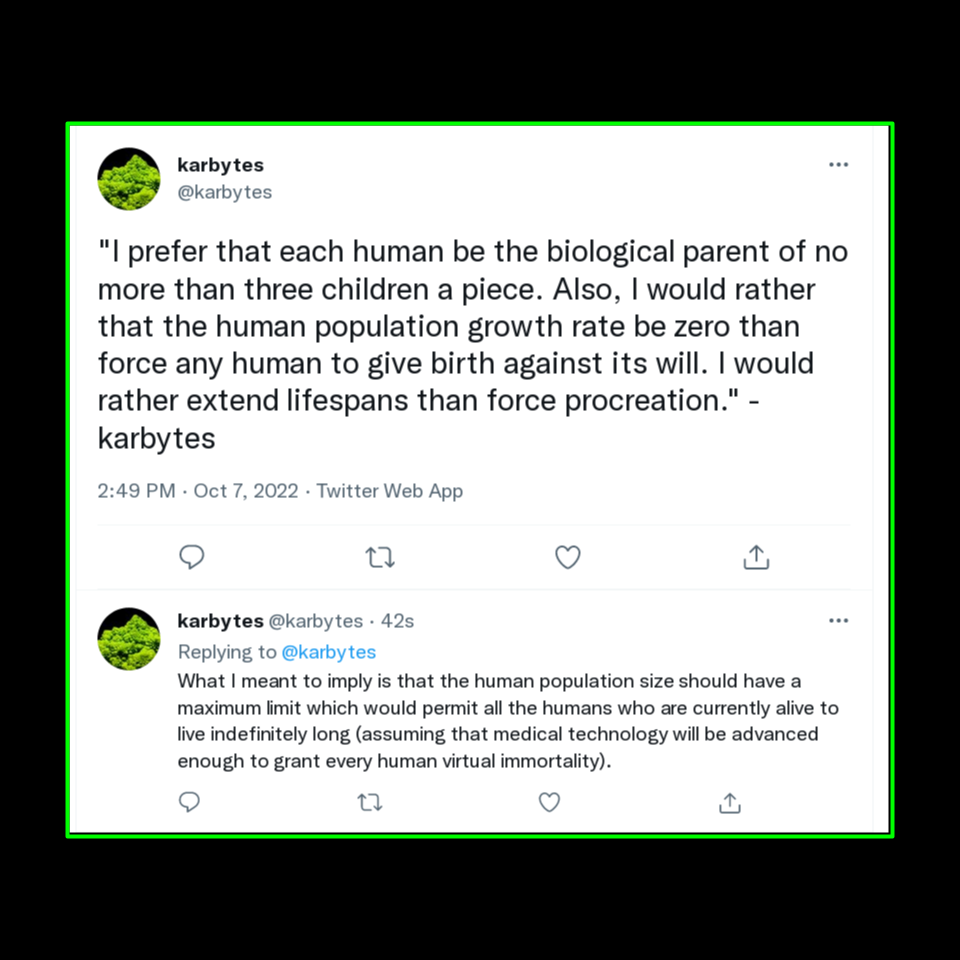 karbytes
@karbytes
"I prefer that each human be the biological parent of no
more than three children a piece. Also, I would rather
that the human population growth rate be zero than
force any human to give birth against its will. I would
rather extend lifespans than force procreation." -
karbytes
2:49 PM · Oct 7, 2022 · Twitter Web App
karbytes @karbytes · 42s
Replying to @karbytes
What I meant to imply is that the human population size should have a
maximum limit which would permit all the humans who are currently alive to
live indefinitely long (assuming that medical technology will be advanced
enough to grant every human virtual immortality).